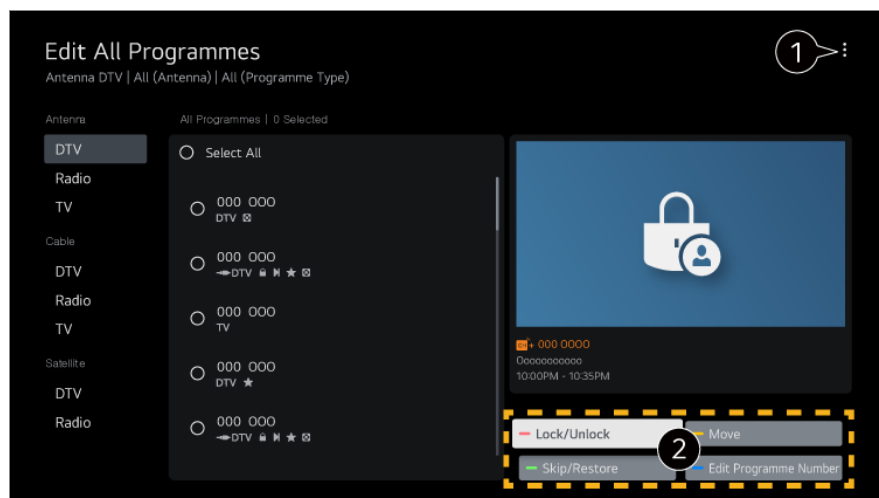 Edit All Programmes
1
Antenna DTV | All (Antenna) | All (Programme Type)
Antenna
DTV
Radio
TV
Cable
DTV
Radio
TV
Satellite
DTV
Radio
All Programmes | 0 Selected
Select All
000 000
DTV
000 000
DTV
000 000
TV
000 000
DTV
000 000
DTV
000 0000
Ooooooooooo
10:00PM - 10:35PM
Lock/Unlock
Move
2
Skip/Restore
Edit Programme Number